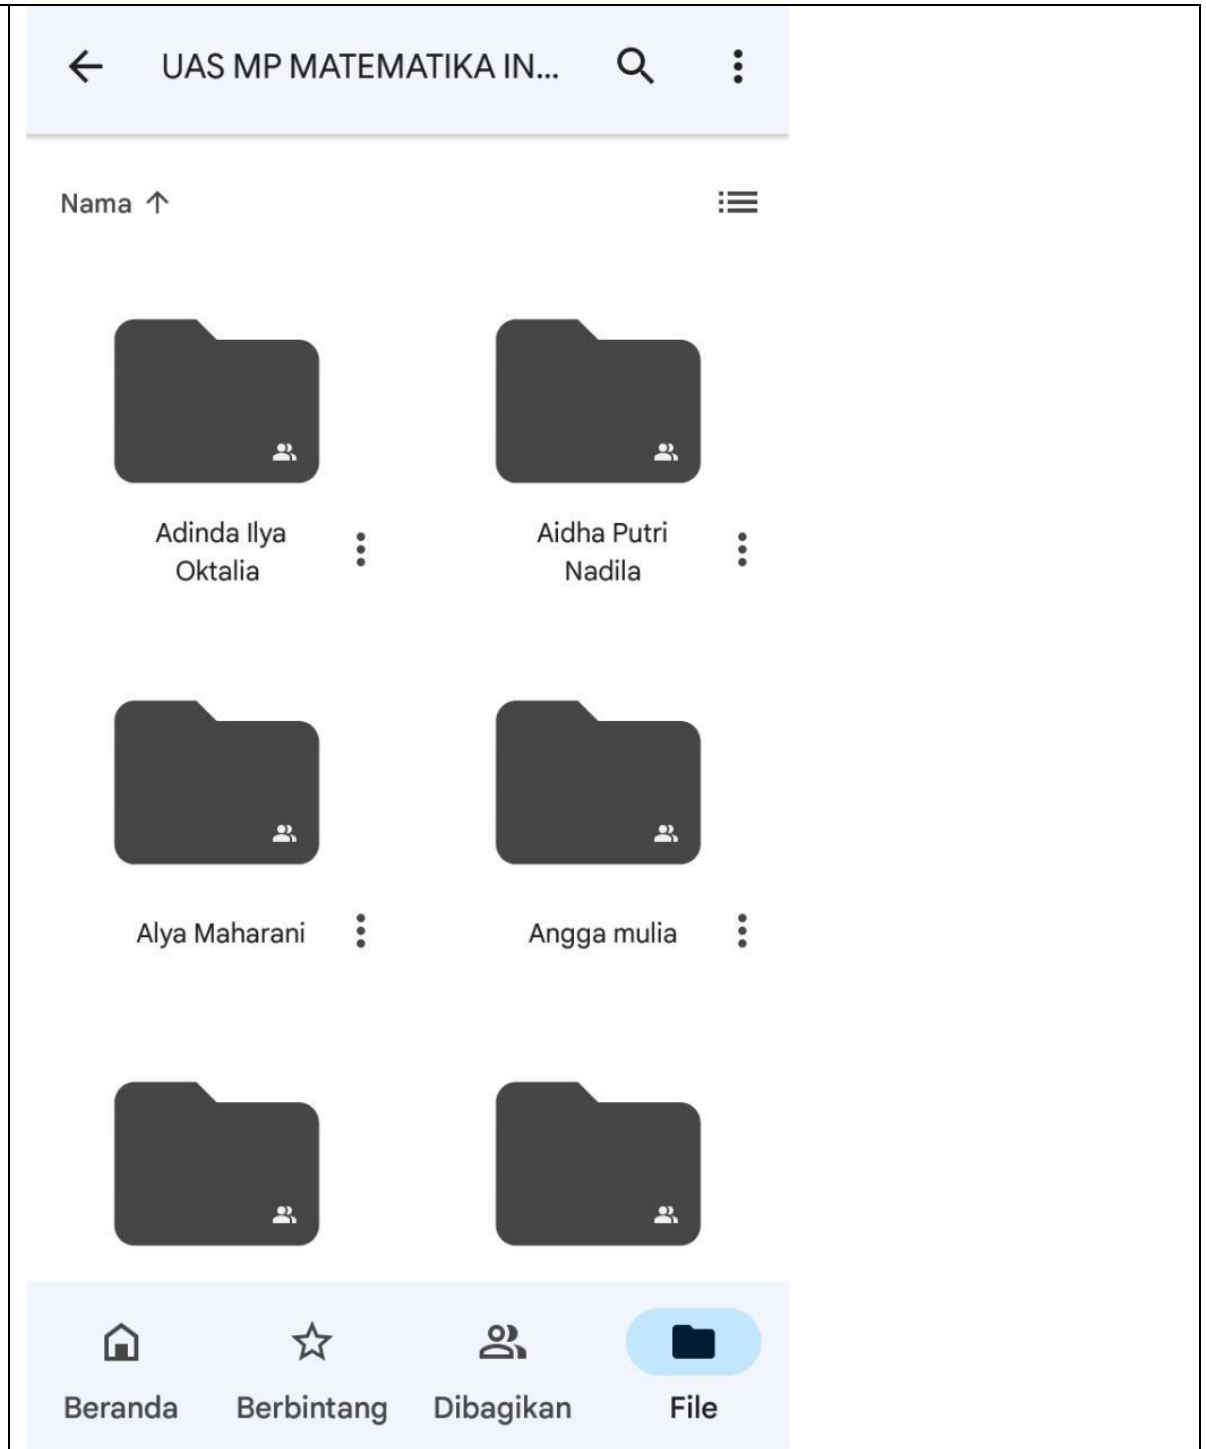 UAS MP MATEMATIKA IN...
Nama
Adinda Ilya
Oktalia
Aidha Putri
Nadila
Alya Maharani
Angga mulia
Beranda
Berbintang
Dibagikan
File